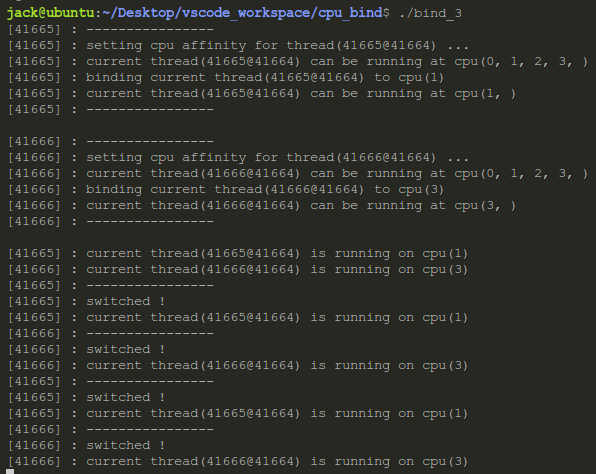 jack@ubuntu:~/Desktop/vscode_workspace/cpu_bind$ ./bind_3
[41665] : ----------------
[41665] : setting cpu affinity for thread(41665@41664) ...
[41665] : current thread(41665@41664) can be running at cpu(0, 1, 2, 3, )
[41665] : binding current thread(41665@41664) to cpu(1)
[41665] : current thread(41665@41664) can be running at cpu(1, )
[41665] : ----------------

[41666] : ----------------
[41666] : setting cpu affinity for thread(41666@41664) ...
[41666] : current thread(41666@41664) can be running at cpu(0, 1, 2, 3, )
[41666] : binding current thread(41666@41664) to cpu(3)
[41666] : current thread(41666@41664) can be running at cpu(3, )
[41666] : ----------------

[41665] : current thread(41665@41664) is running on cpu(1)
[41666] : current thread(41666@41664) is running on cpu(3)
[41665] : ----------------
[41665] : switched !
[41665] : current thread(41665@41664) is running on cpu(1)
[41666] : ----------------
[41666] : switched !
[41666] : current thread(41666@41664) is running on cpu(3)
[41665] : ----------------
[41665] : switched !
[41665] : current thread(41665@41664) is running on cpu(1)
[41666] : ----------------
[41666] : switched !
[41666] : current thread(41666@41664) is running on cpu(3)